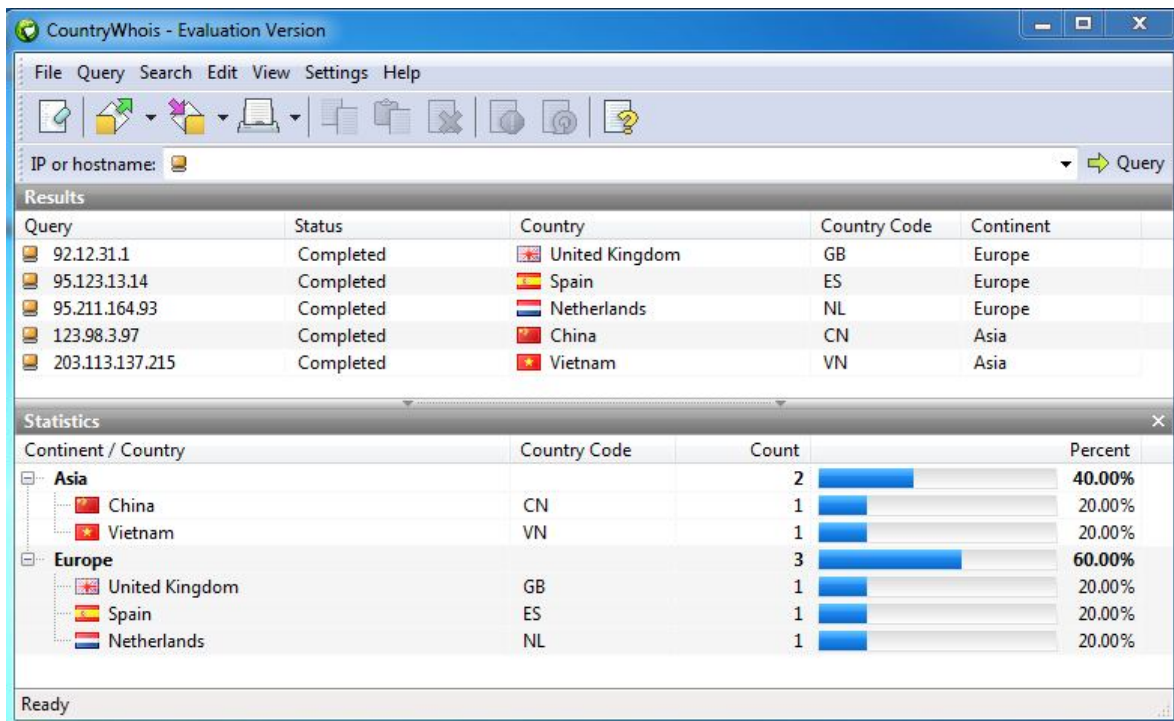 CountryWhois - Evaluation Version
File Query Search Edit View Settings Help
IP or hostname: Query
Results
Query Status Country Country Code Continent
92.12.31.1 Completed United Kingdom GB Europe
95.123.13.14 Completed Spain ES Europe
95.211.164.93 Completed Netherlands NL Europe
123.98.3.97 Completed China CN Asia
203.113.137.215 Completed Vietnam VN Asia
Statistics
Continent / Country Country Code Count Percent
Asia 2 40.00%
China CN 1 20.00%
Vietnam VN 1 20.00%
Europe 3 60.00%
United Kingdom GB 1 20.00%
Spain ES 1 20.00%
Netherlands NL 1 20.00%
Ready